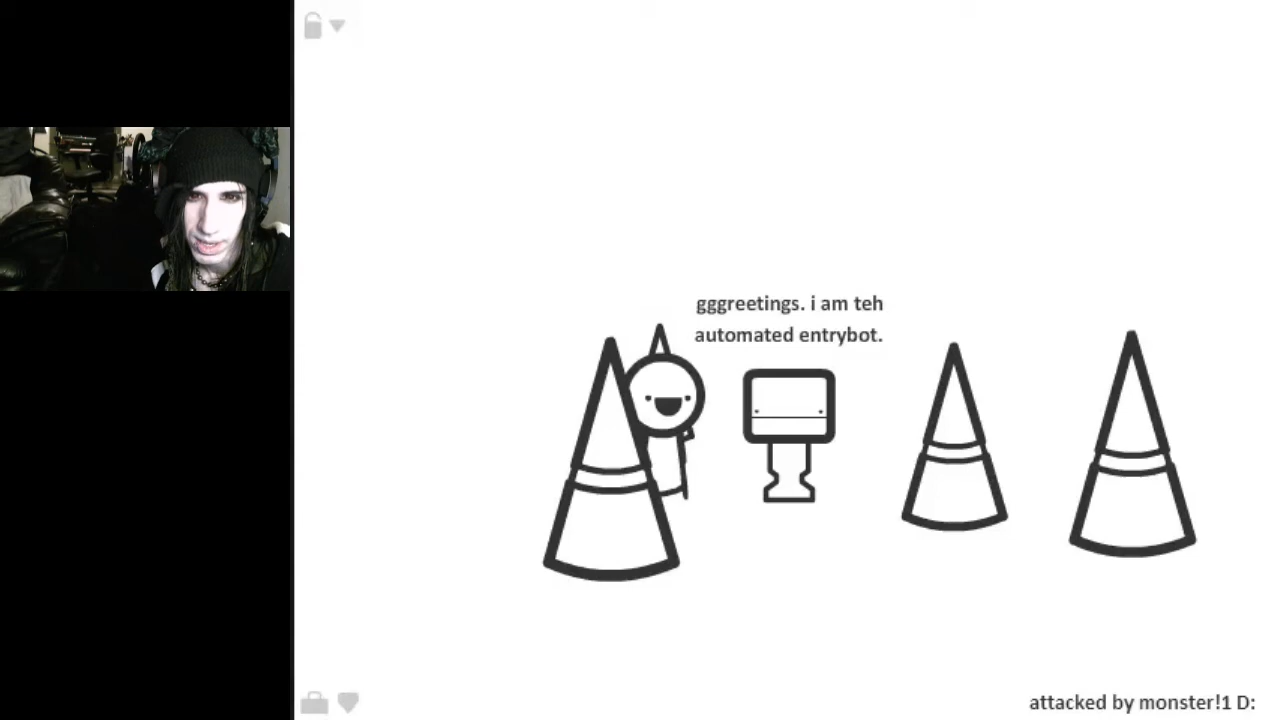 gggreetings. i am teh
automated entrybot.
attacked by monster!1 D: